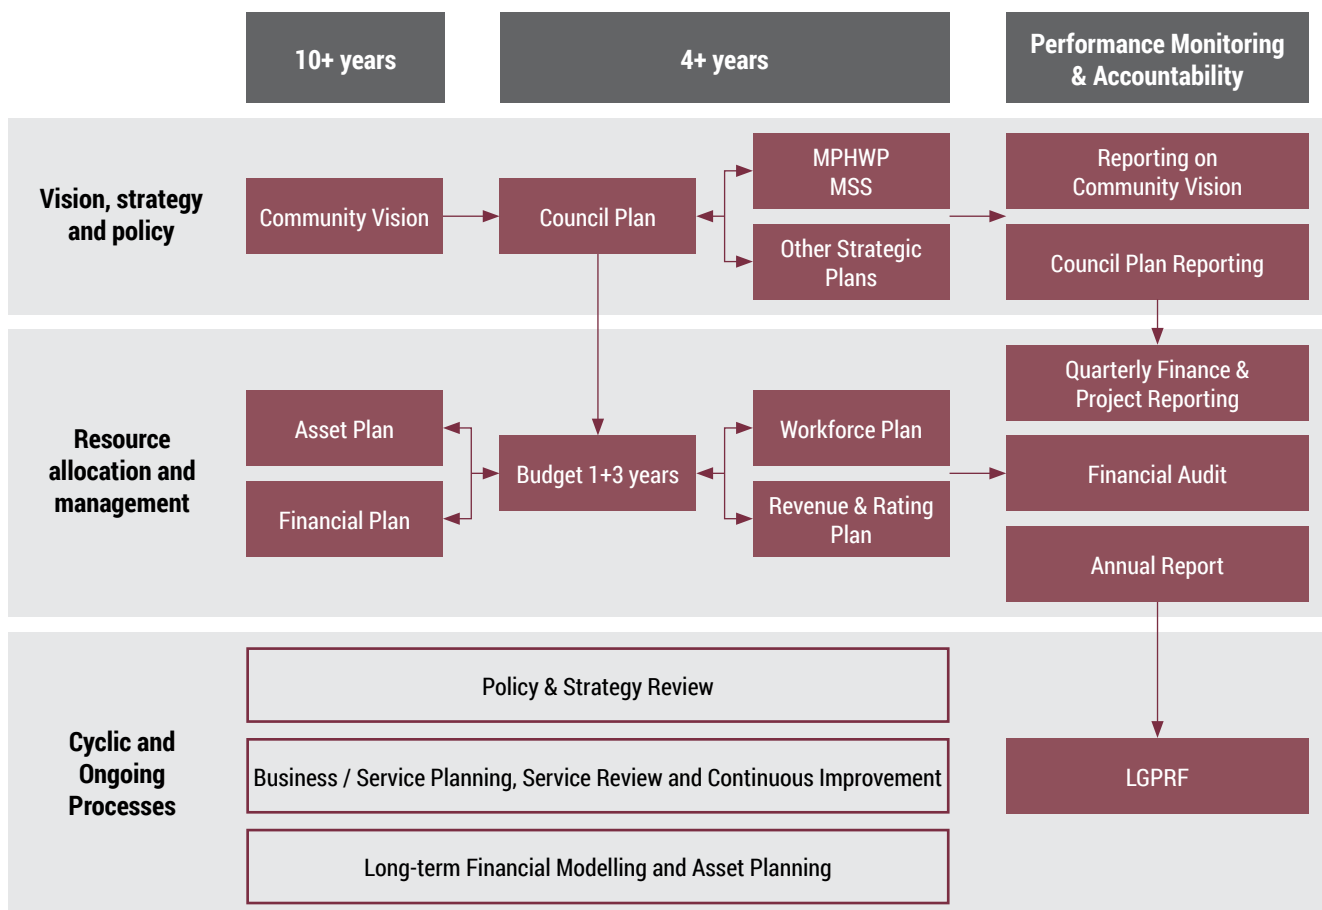 10+ years
4+ years
Performance Monitoring
& Accountability
Vision, strategy
and policy
Community Vision
Council Plan
MPHWP
MSS
Other Strategic
Plans
Reporting on
Community Vision
Council Plan Reporting
Resource
allocation and
management
Asset Plan
Financial Plan
Budget 1+3 years
Workforce Plan
Revenue & Rating
Plan
Quarterly Finance &
Project Reporting
Financial Audit
Annual Report
Cyclic and
Ongoing
Processes
Policy & Strategy Review
Business / Service Planning, Service Review and Continuous Improvement
Long-term Financial Modelling and Asset Planning
LGPRF